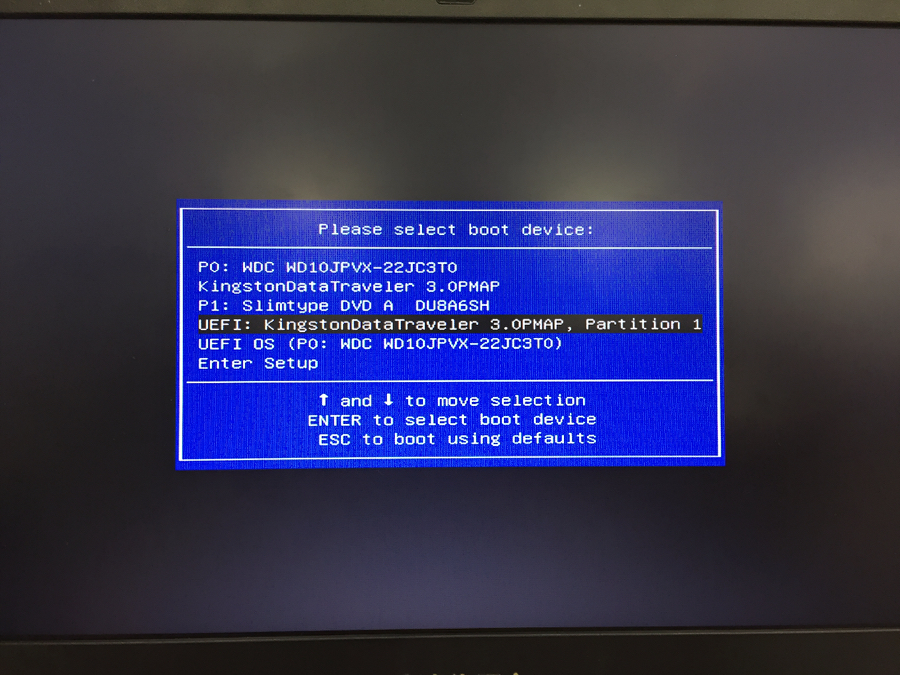 Please select boot device:
P0: WDC WD10JPVX-22JC3T0
KingstonDataTraveler 3.0PMAP
P1: Slimtype DVD A  DU8A6SH
UEFI: KingstonDataTraveler 3.0PMAP, Partition 1
UEFI OS (P0: WDC WD10JPVX-22JC3T0)
Enter Setup
↑ and ↓ to move selection
ENTER to select boot device
ESC to boot using defaults